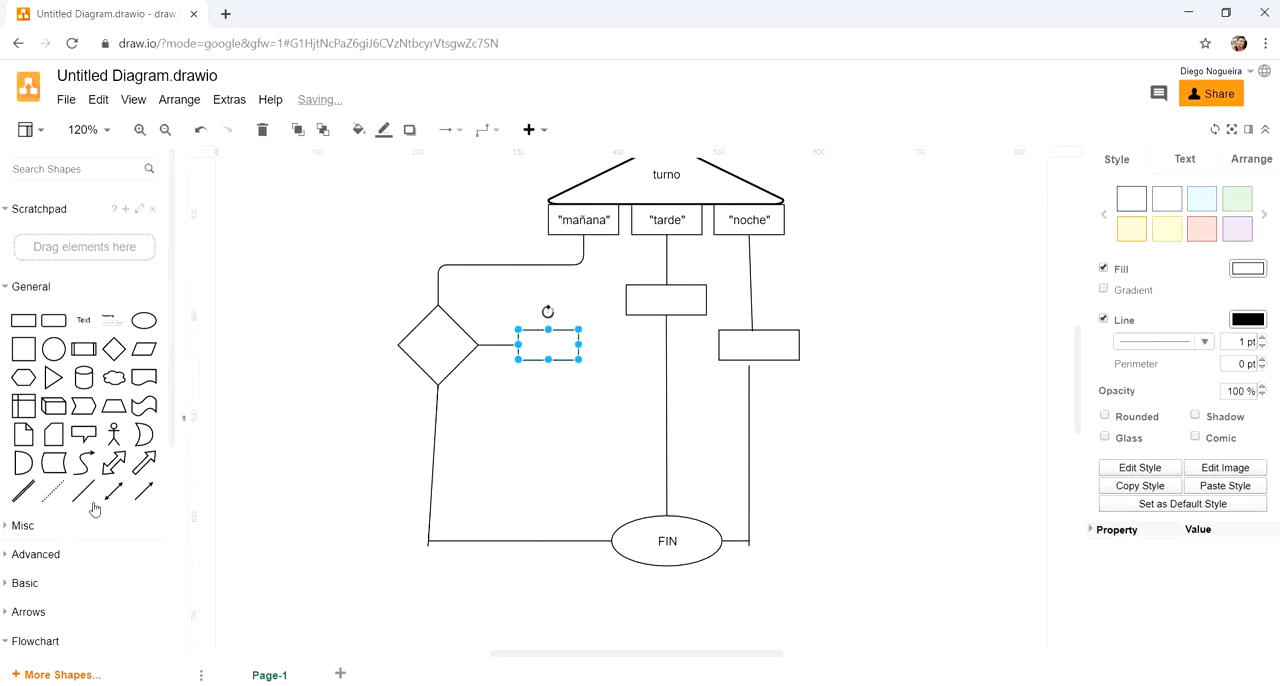 Untitled Diagram.drawio - draw
draw.io/?mode=google&gfw=1#G1HjtNcPaZ6giJ6CVzNtbcyrVtsgwZc7SN
Untitled Diagram.drawio
Diego Nogueira
File Edit View Arrange Extras Help Saving...
Share
120%
Search Shapes
Scratchpad
?
Drag elements here
General
Text
Misc
Advanced
Basic
Arrows
Flowchart
+ More Shapes...
Page-1
turno
"mañana" "tarde" "noche"
FIN
Style Text Arrange
Fill
Gradient
Line
1 pt
Perimeter 0 pt
Opacity 100 %
Rounded Shadow
Glass Comic
Edit Style Edit Image
Copy Style Paste Style
Set as Default Style
Property Value